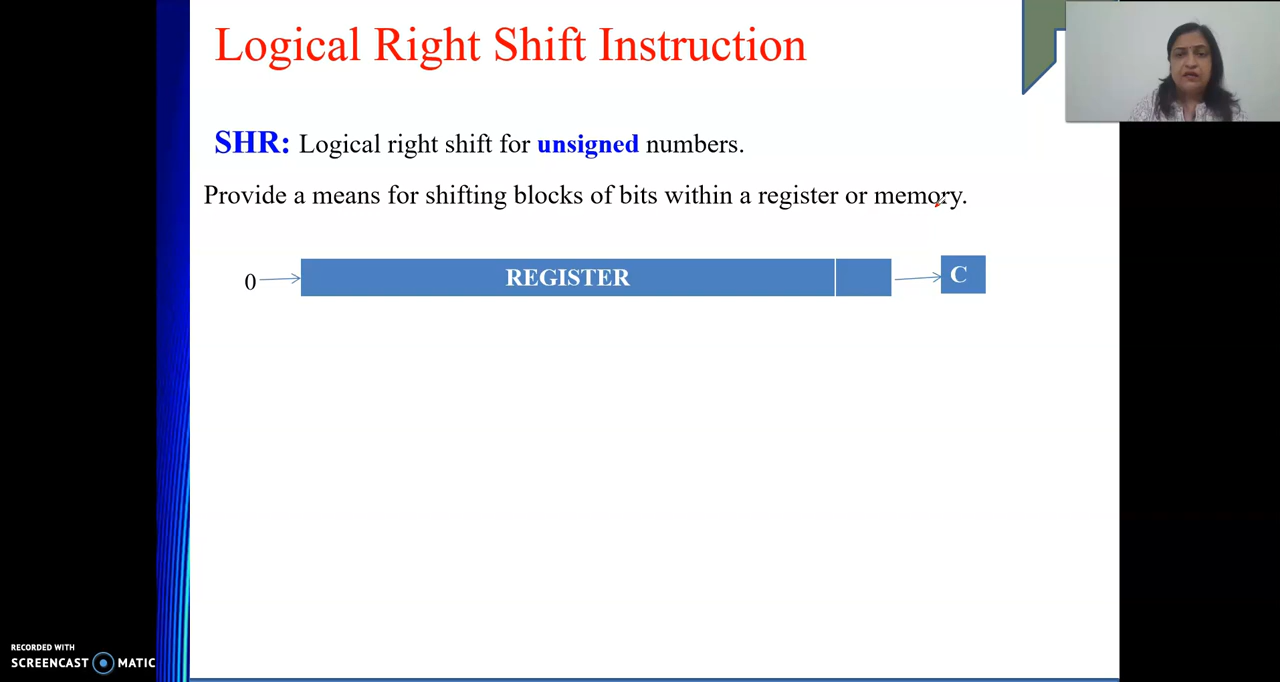 Logical Right Shift Instruction
SHR: Logical right shift for unsigned numbers.
Provide a means for shifting blocks of bits within a register or memory.
0 REGISTER C
RECORDED WITH
SCREENCAST MATIC